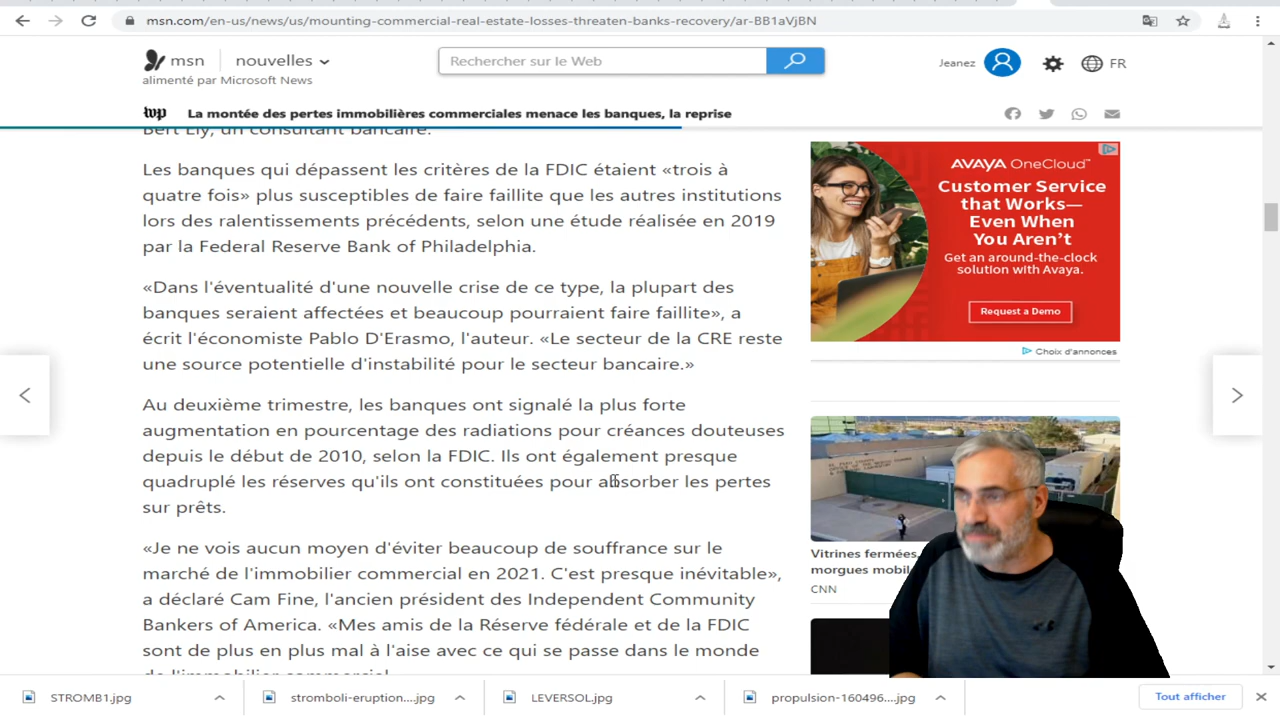 msn.com/en-us/news/us/mounting-commercial-real-estate-losses-threaten-banks-recovery/ar-BB1aVjBN
msn
nouvelles
alimenté par Microsoft News
Rechercher sur le Web
Jeanez
FR
wp
La montée des pertes immobilières commerciales menace les banques, la reprise
Bert Ely, un consultant bancaire.
Les banques qui dépassent les critères de la FDIC étaient «trois à
quatre fois» plus susceptibles de faire faillite que les autres institutions
lors des ralentissements précédents, selon une étude réalisée en 2019
par la Federal Reserve Bank of Philadelphia.
«Dans l'éventualité d'une nouvelle crise de ce type, la plupart des
banques seraient affectées et beaucoup pourraient faire faillite», a
écrit l'économiste Pablo D'Erasmo, l'auteur. «Le secteur de la CRE reste
une source potentielle d'instabilité pour le secteur bancaire.»
Au deuxième trimestre, les banques ont signalé la plus forte
augmentation en pourcentage des radiations pour créances douteuses
depuis le début de 2010, selon la FDIC. Ils ont également presque
quadruplé les réserves qu'ils ont constituées pour absorber les pertes
sur prêts.
«Je ne vois aucun moyen d'éviter beaucoup de souffrance sur le
marché de l'immobilier commercial en 2021. C'est presque inévitable»,
a déclaré Cam Fine, l'ancien président des Independent Community
Bankers of America. «Mes amis de la Réserve fédérale et de la FDIC
sont de plus en plus mal à l'aise avec ce qui se passe dans le monde
de l'immobilier commercial
AVAYA OneCloud™
Customer Service
that Works—
Even When
You Aren't
Get an around-the-clock
solution with Avaya.
Request a Demo
Choix d'annonces
Vitrines fermées,
morgues mobil
CNN
STROMB1.jpg
stromboli-eruption....jpg
LEVERSOL.jpg
propulsion-160496....jpg
Tout afficher